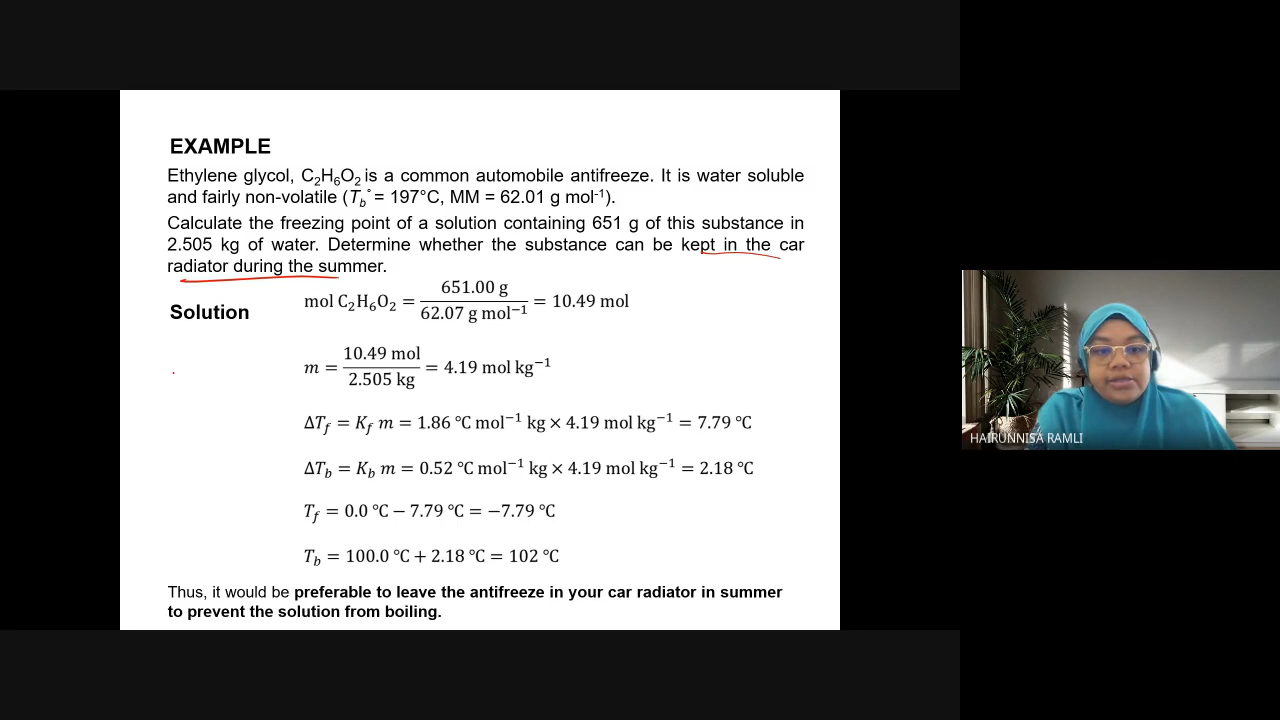 EXAMPLE
Ethylene glycol, C₂H₆O₂ is a common automobile antifreeze. It is water soluble
and fairly non-volatile (T_b° = 197°C, MM = 62.01 g mol⁻¹).
Calculate the freezing point of a solution containing 651 g of this substance in
2.505 kg of water. Determine whether the substance can be kept in the car
radiator during the summer.
Solution
mol C₂H₆O₂ = 651.00 g / 62.07 g mol⁻¹ = 10.49 mol
m = 10.49 mol / 2.505 kg = 4.19 mol kg⁻¹
ΔT_f = K_f m = 1.86 °C mol⁻¹ kg × 4.19 mol kg⁻¹ = 7.79 °C
ΔT_b = K_b m = 0.52 °C mol⁻¹ kg × 4.19 mol kg⁻¹ = 2.18 °C
T_f = 0.0 °C − 7.79 °C = −7.79 °C
T_b = 100.0 °C + 2.18 °C = 102 °C
Thus, it would be preferable to leave the antifreeze in your car radiator in summer
to prevent the solution from boiling.
HAIRUNNISA RAMLI